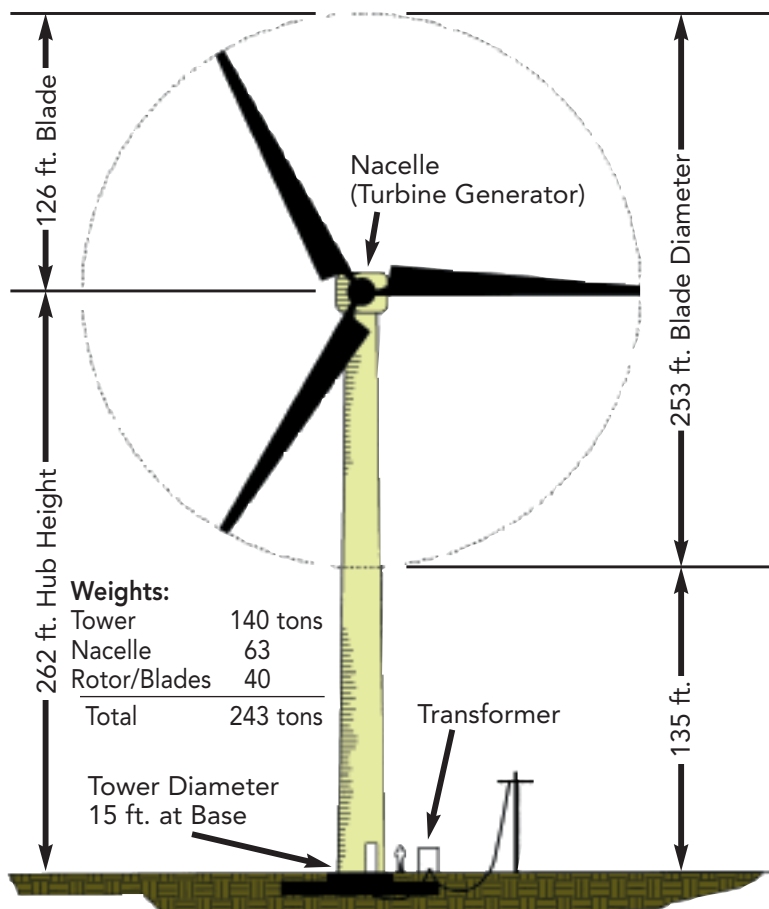 126 ft. Blade
262 ft. Hub Height
Nacelle
(Turbine Generator)
253 ft. Blade Diameter
135 ft.
Weights:
Tower 140 tons
Nacelle 63
Rotor/Blades 40
Total 243 tons
Transformer
Tower Diameter
15 ft. at Base